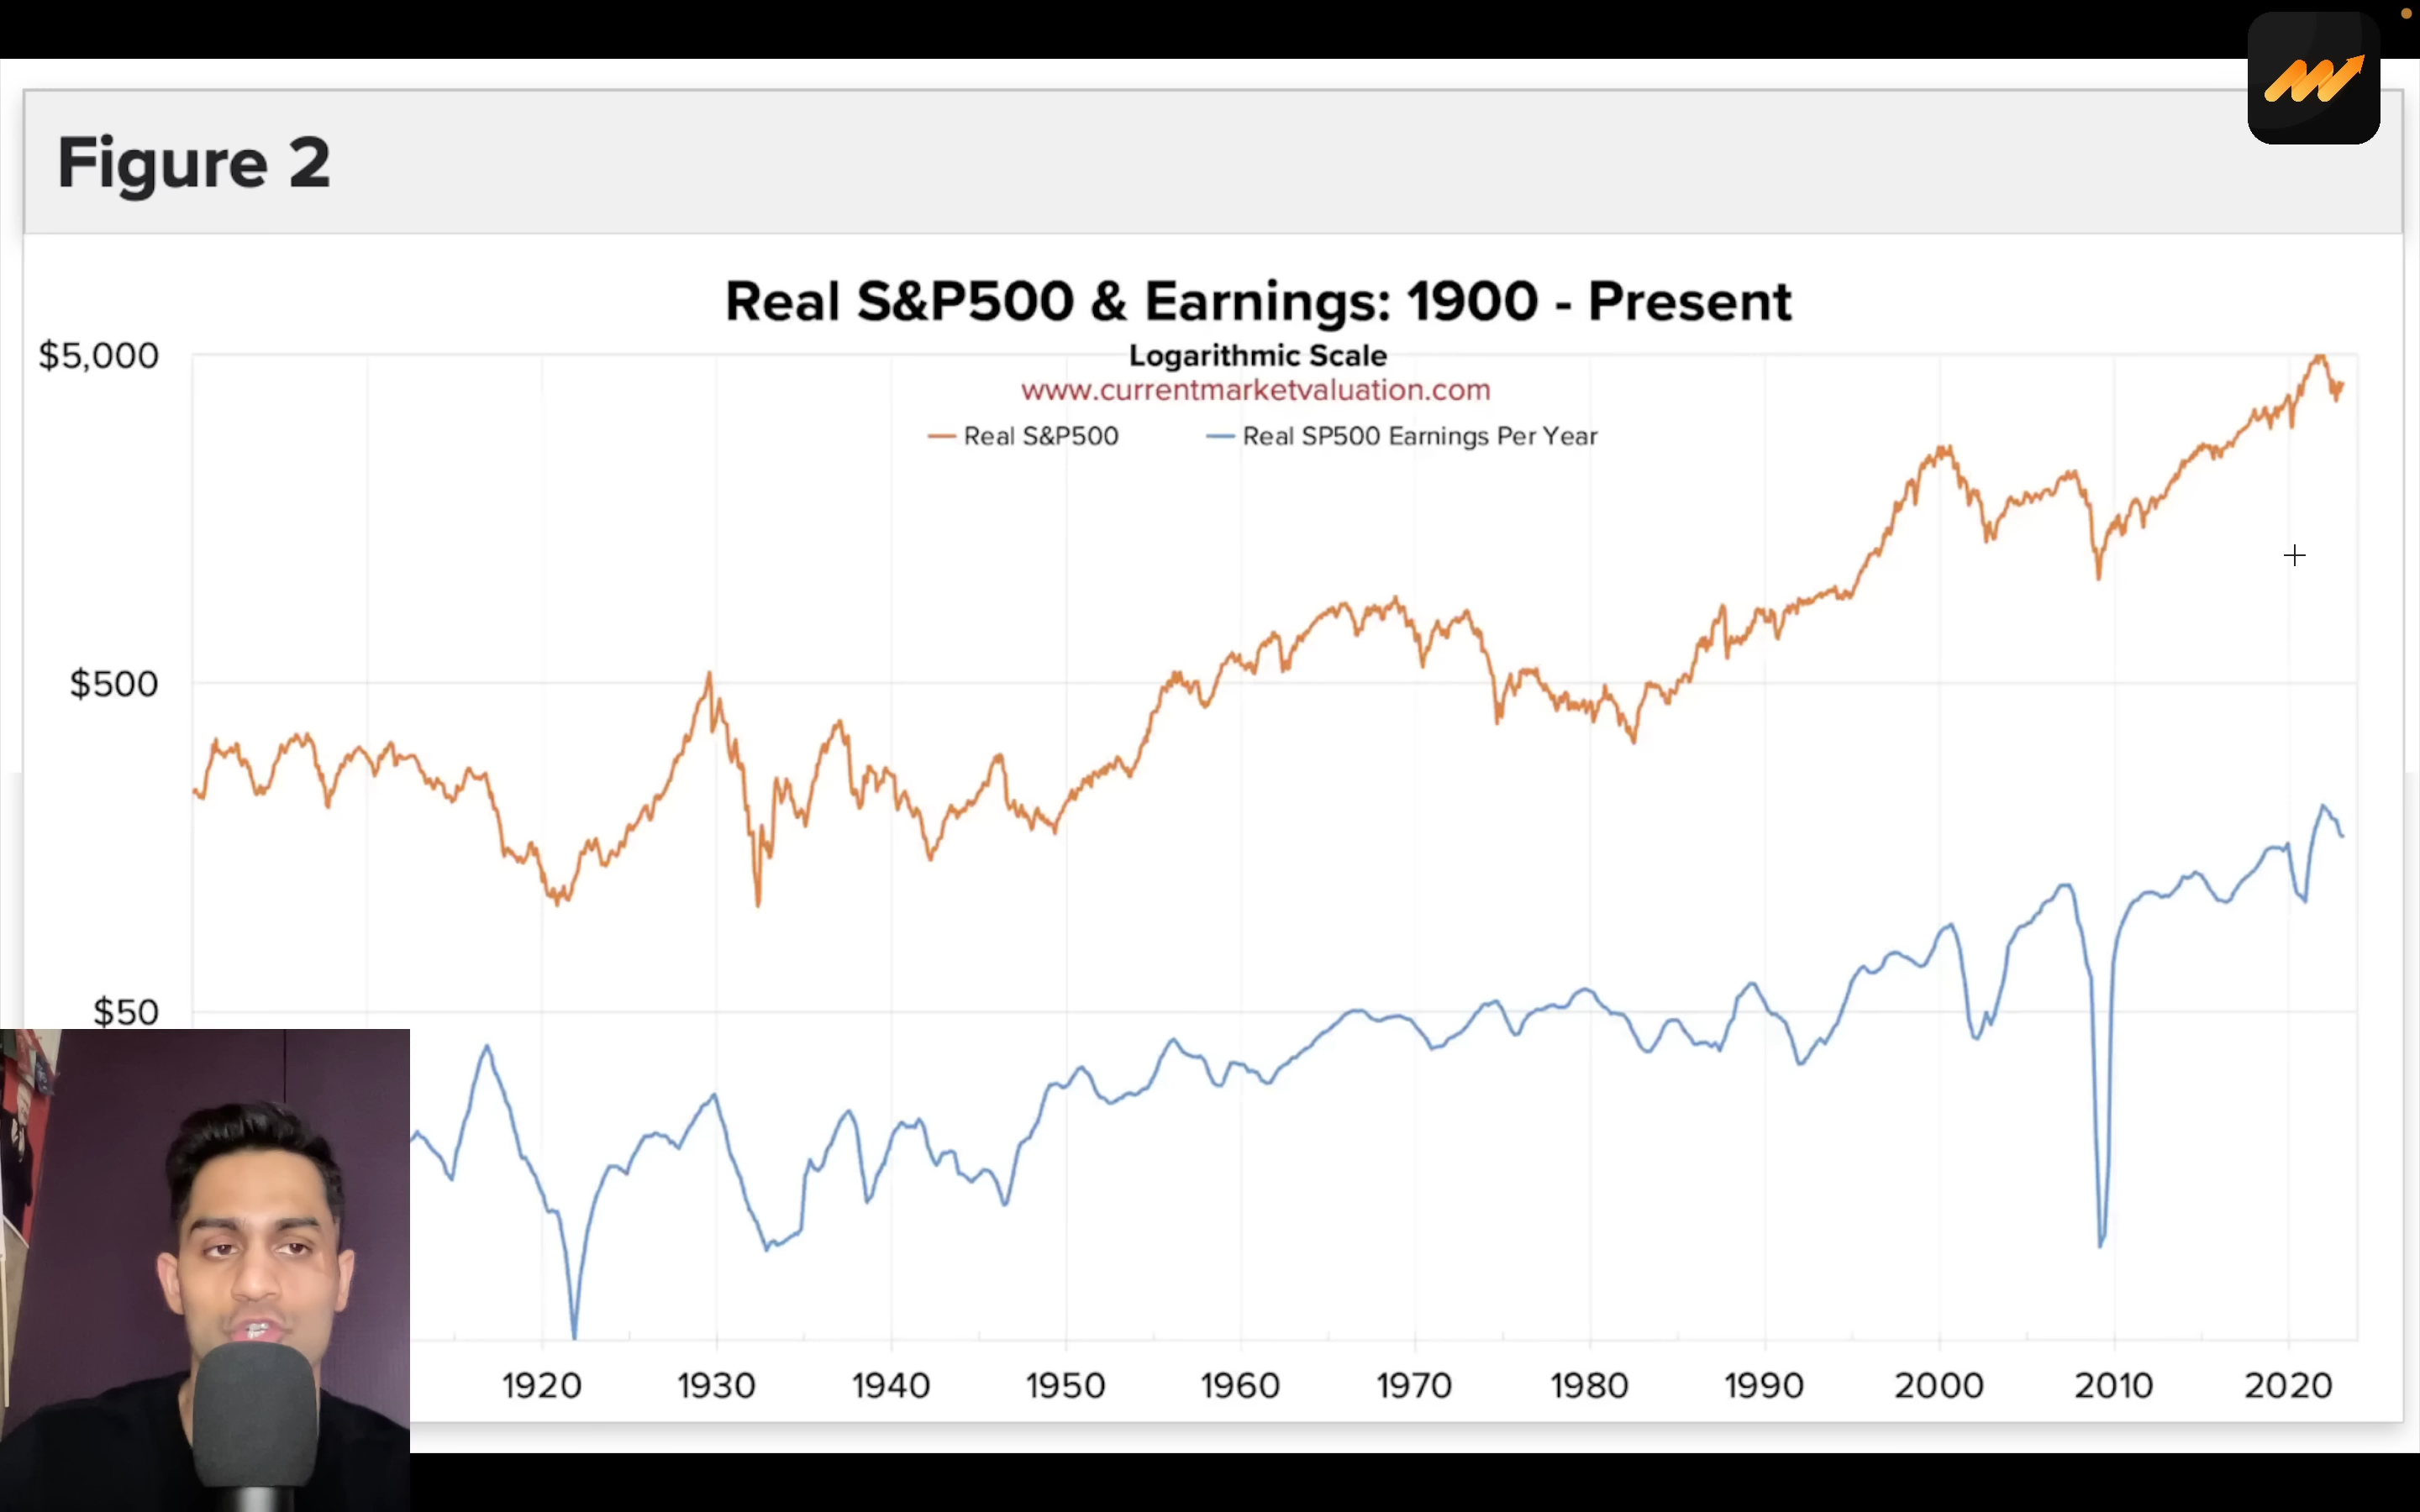 Figure 2
Real S&P500 & Earnings: 1900 - Present
Logarithmic Scale
www.currentmarketvaluation.com
Real S&P500 Real SP500 Earnings Per Year
$5,000
$500
$50
1920 1930 1940 1950 1960 1970 1980 1990 2000 2010 2020